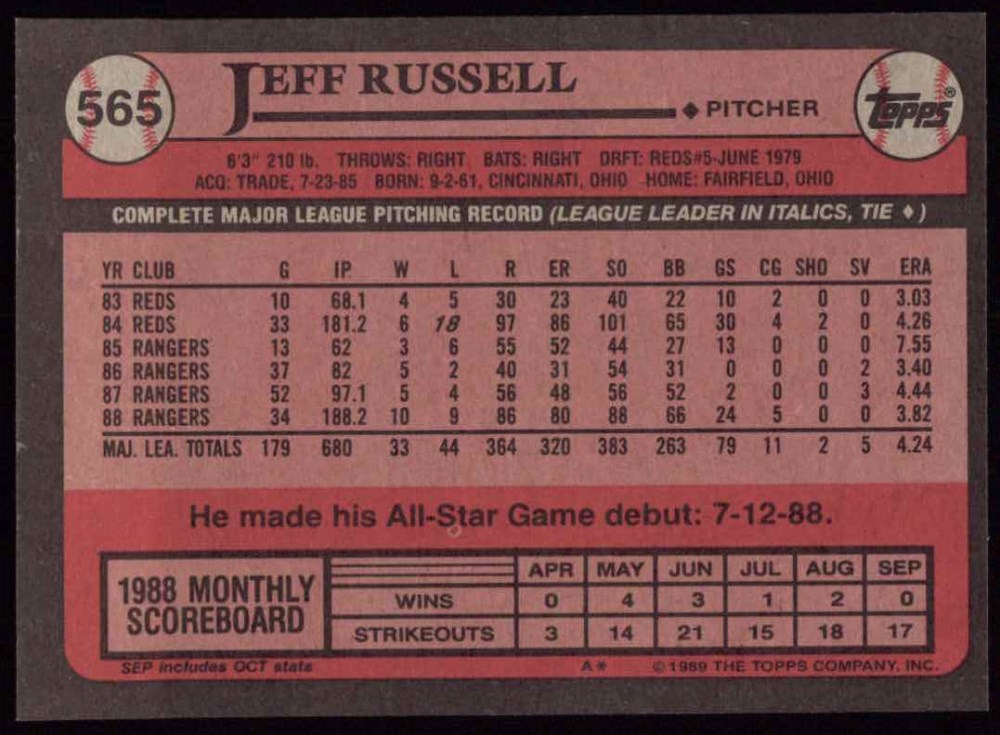 565
JEFF RUSSELL
♦ PITCHER
TOPPS®
6'3" 210 lb. THROWS: RIGHT BATS: RIGHT DRFT: REDS#5-JUNE 1979
ACQ: TRADE, 7-23-85 BORN: 9-2-61, CINCINNATI, OHIO HOME: FAIRFIELD, OHIO
COMPLETE MAJOR LEAGUE PITCHING RECORD (LEAGUE LEADER IN ITALICS, TIE ♦)
YR CLUB G IP W L R ER SO BB GS CG SHO SV ERA
83 REDS 10 68.1 4 5 30 23 40 22 10 2 0 0 3.03
84 REDS 33 181.2 6 18 97 86 101 65 30 4 2 0 4.26
85 RANGERS 13 62 3 6 55 52 44 27 13 0 0 0 7.55
86 RANGERS 37 82 5 2 40 31 54 31 0 0 0 2 3.40
87 RANGERS 52 97.1 5 4 56 48 56 52 2 0 0 3 4.44
88 RANGERS 34 188.2 10 9 86 80 88 66 24 5 0 0 3.82
MAJ. LEA. TOTALS 179 680 33 44 364 320 383 263 79 11 2 5 4.24
He made his All-Star Game debut: 7-12-88.
1988 MONTHLY
SCOREBOARD
APR MAY JUN JUL AUG SEP
WINS 0 4 3 1 2 0
STRIKEOUTS 3 14 21 15 18 17
SEP includes OCT stats
A*
© 1989 THE TOPPS COMPANY, INC.